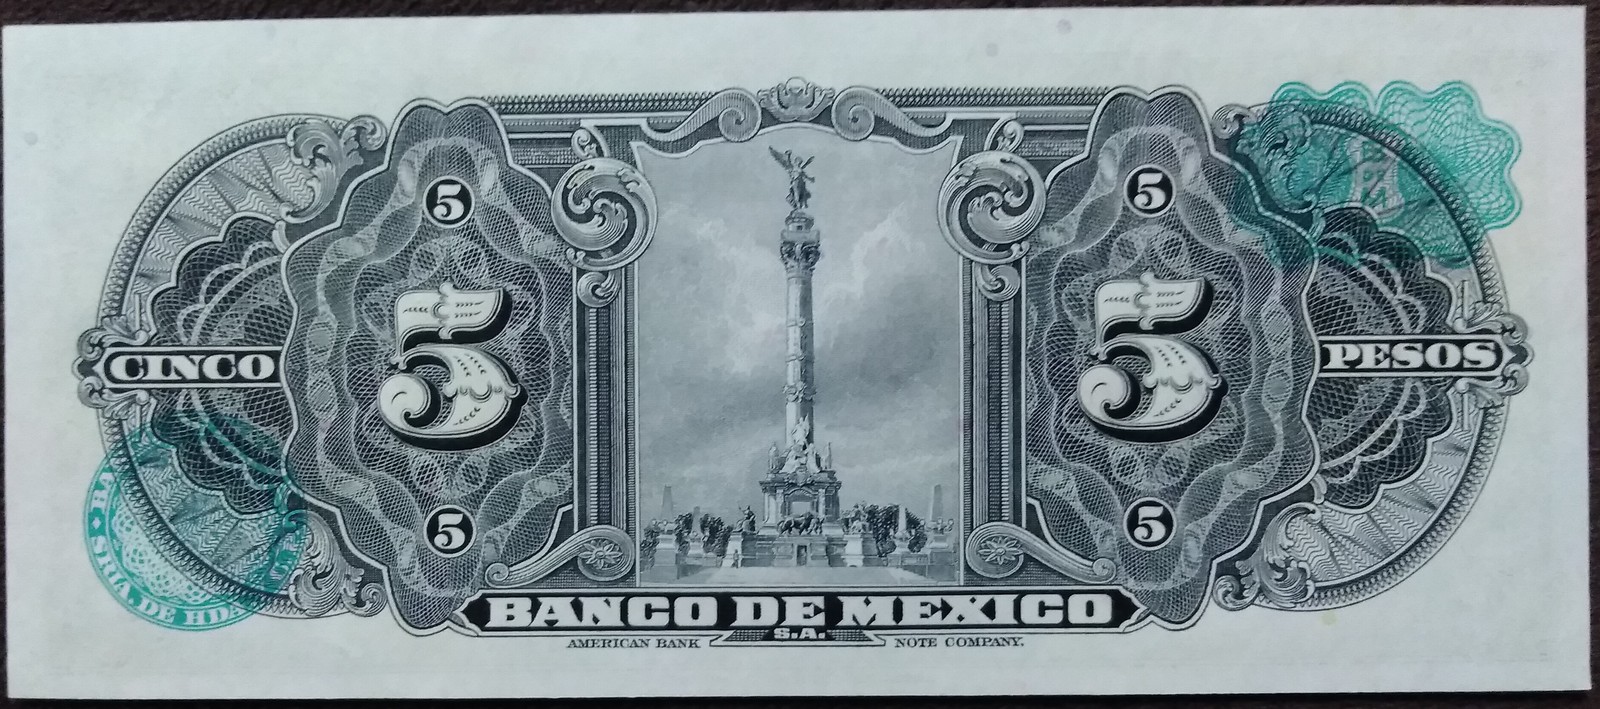 5
5
CINCO
5
5
PESOS
5
5
BANCO DE MEXICO
S.A.
AMERICAN BANK NOTE COMPANY.
SRIA DE HDA